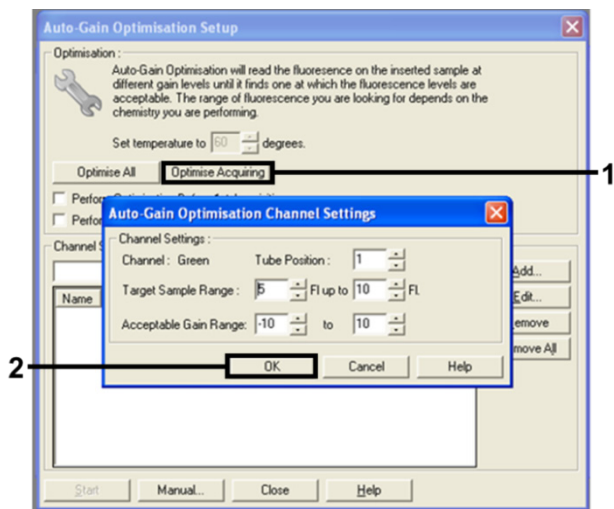 Auto-Gain Optimisation Setup
Optimisation :
Auto-Gain Optimisation will read the fluoresence on the inserted sample at
different gain levels until it finds one at which the fluorescence levels are
acceptable. The range of fluorescence you are looking for depends on the
chemistry you are performing.
Set temperature to 60 degrees.
Optimise All Optimise Acquiring
1
Perfor
Auto-Gain Optimisation Channel Settings
Channel Settings :
Channel : Green Tube Position : 1
Target Sample Range : 5 Fl up to 10 Fl.
Acceptable Gain Range: -10 to 10
OK Cancel Help
2
Channel S
Name
Add...
Edit...
emove
move All
Start Manual... Close Help